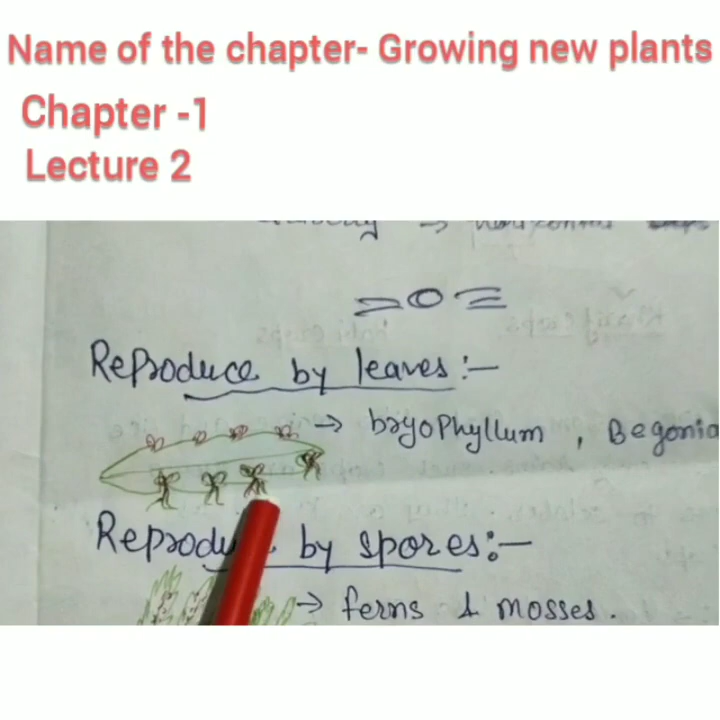 Name of the chapter- Growing new plants
Chapter -1
Lecture 2
Reproduce by leaves :-
→ bryophyllum , Begonia
Reproduce by spores:-
→ ferns & mosses.